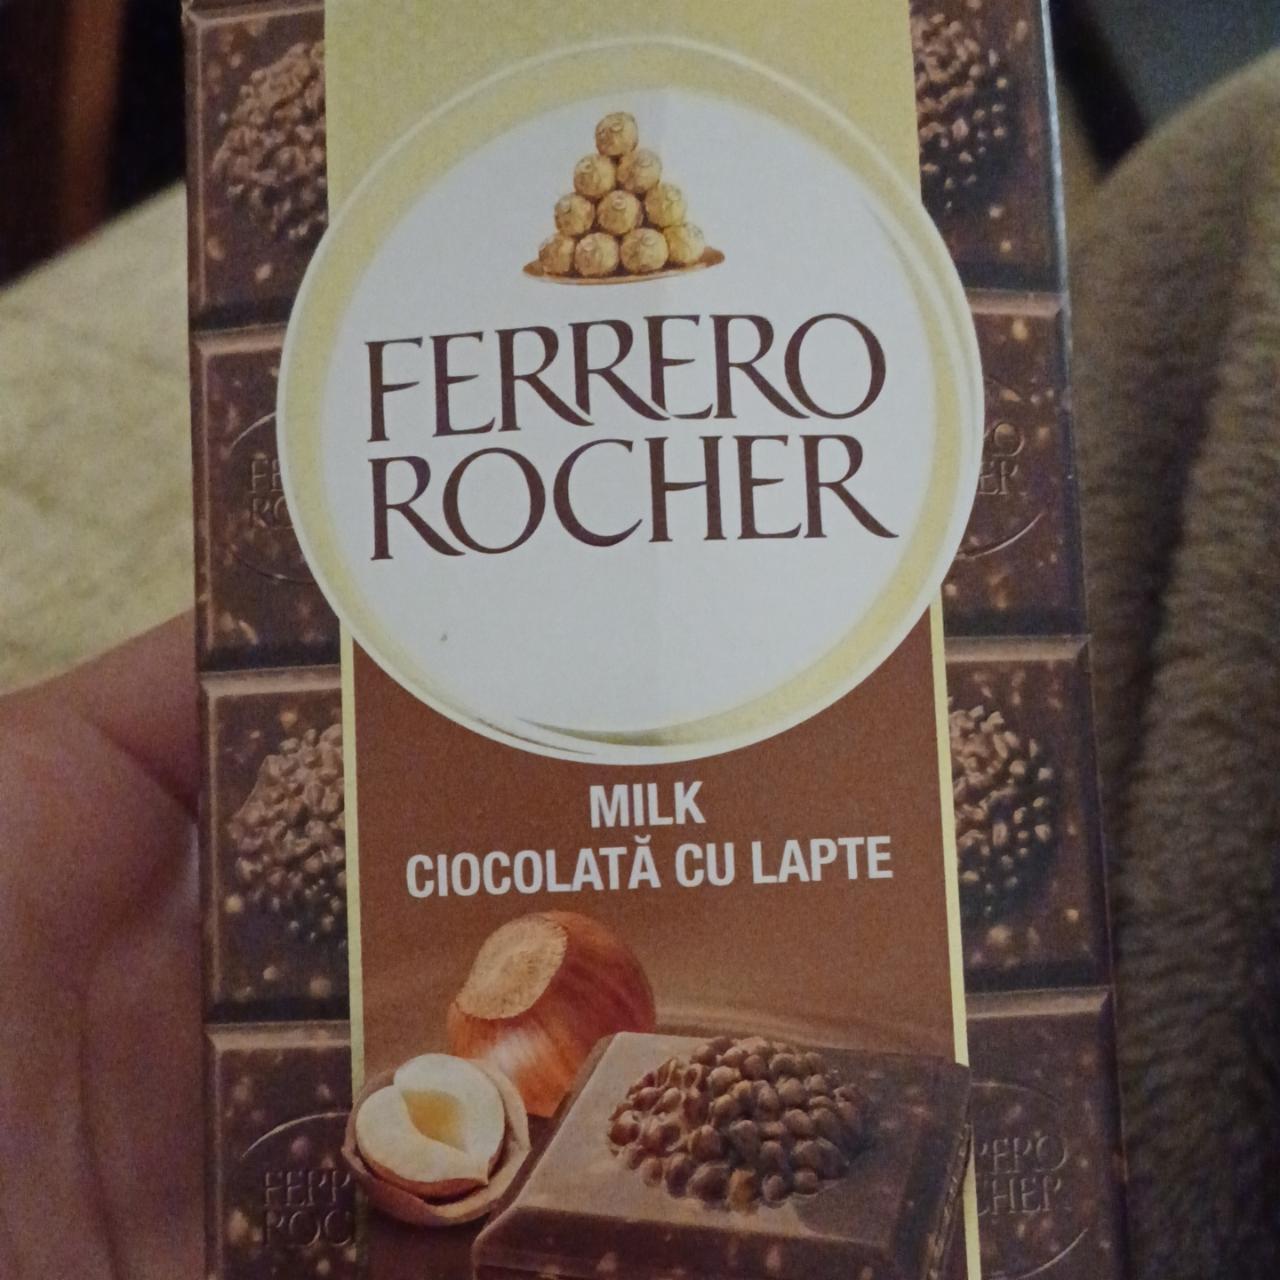 FERRERO
ROCHER
MILK
CIOCOLATĂ CU LAPTE